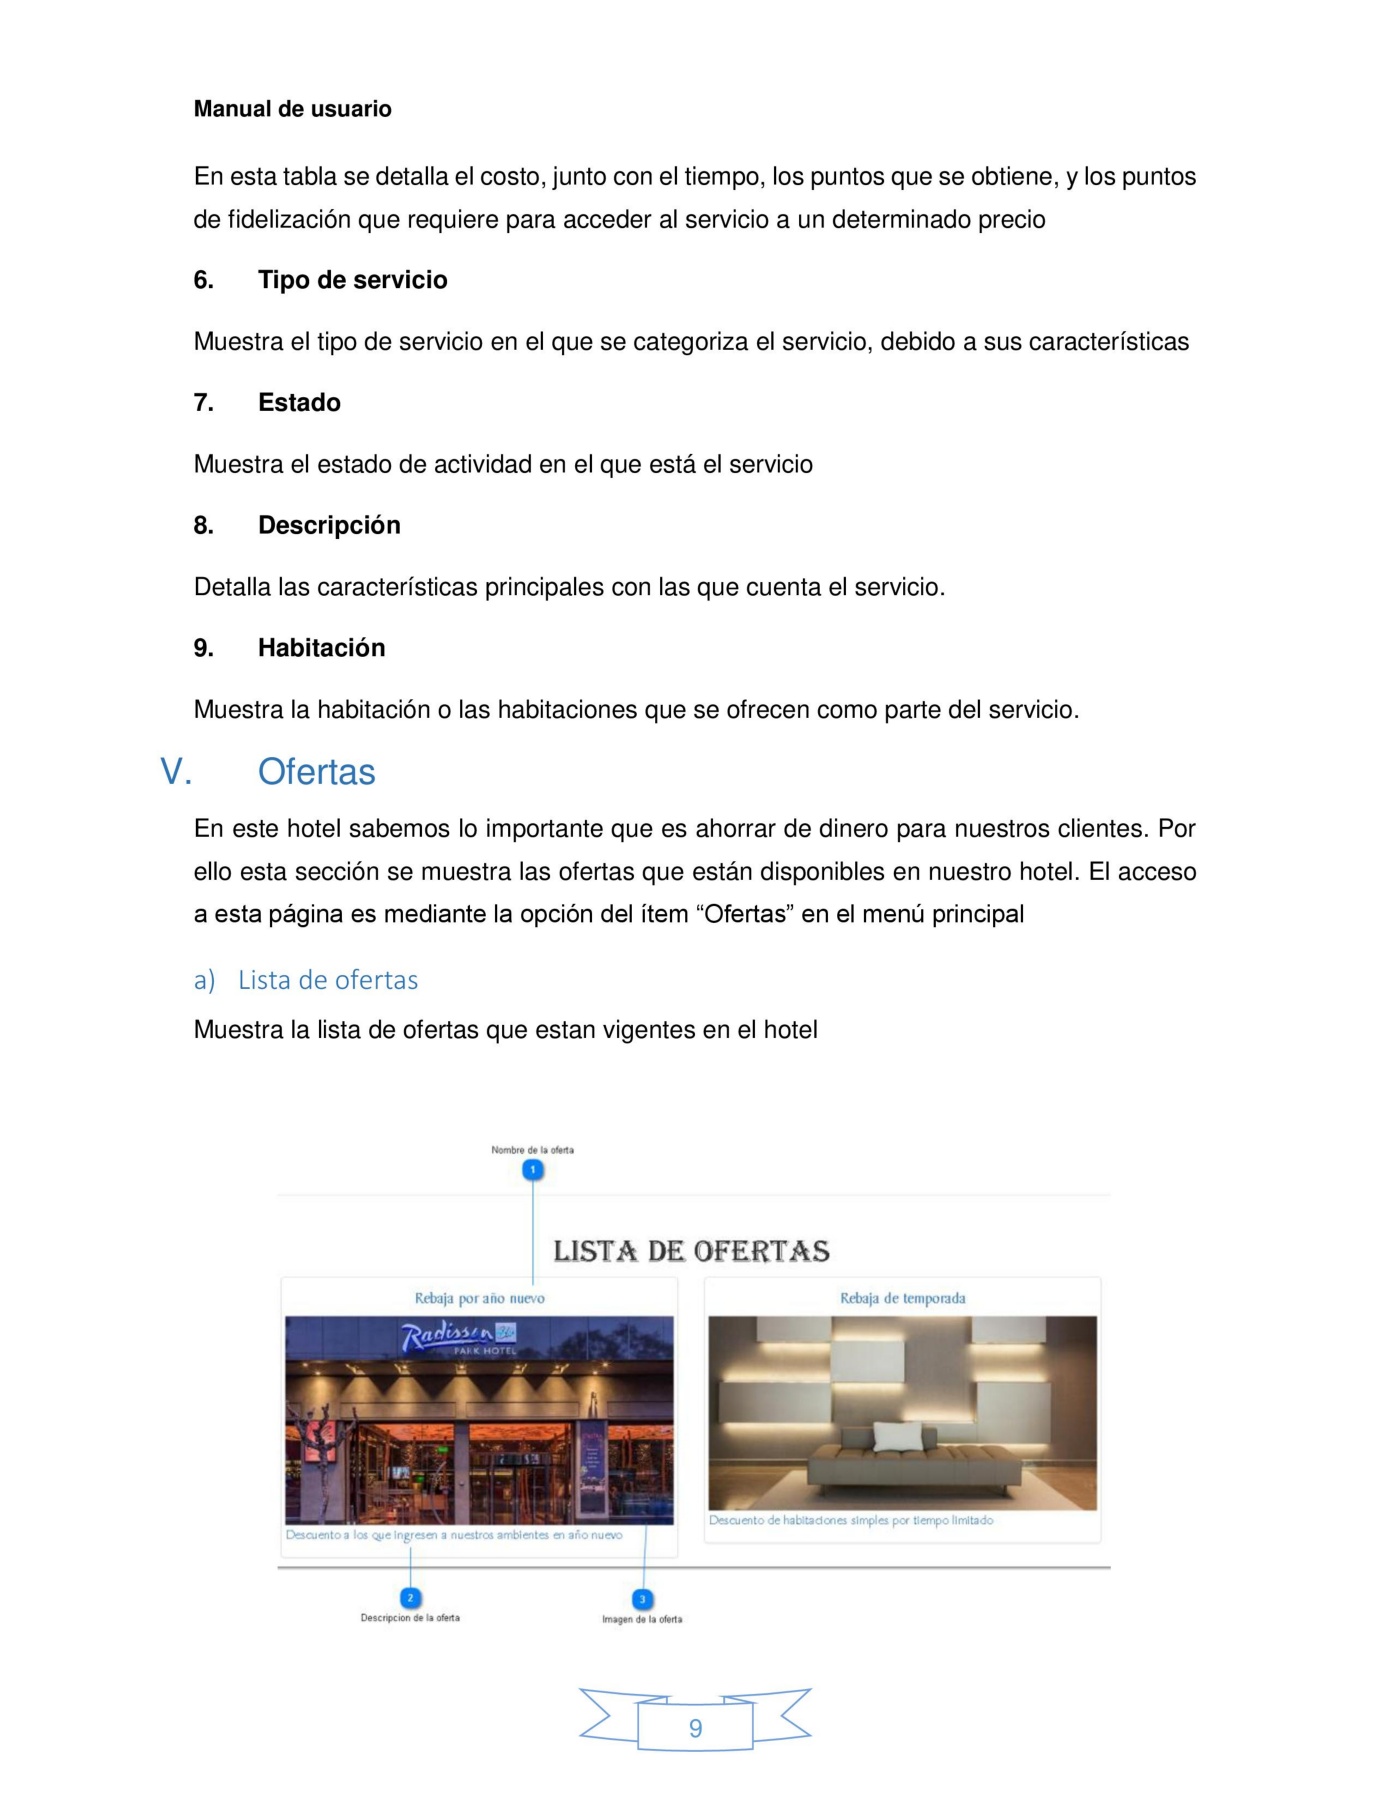 Manual de usuario
En esta tabla se detalla el costo, junto con el tiempo, los puntos que se obtiene, y los puntos
de fidelización que requiere para acceder al servicio a un determinado precio
6. Tipo de servicio
Muestra el tipo de servicio en el que se categoriza el servicio, debido a sus características
7. Estado
Muestra el estado de actividad en el que está el servicio
8. Descripción
Detalla las características principales con las que cuenta el servicio.
9. Habitación
Muestra la habitación o las habitaciones que se ofrecen como parte del servicio.
V. Ofertas
En este hotel sabemos lo importante que es ahorrar de dinero para nuestros clientes. Por
ello esta sección se muestra las ofertas que están disponibles en nuestro hotel. El acceso
a esta página es mediante la opción del ítem “Ofertas” en el menú principal
a) Lista de ofertas
Muestra la lista de ofertas que estan vigentes en el hotel
Nombre de la oferta
1
LISTA DE OFERTAS
Rebaja por año nuevo
Radisson
PARK HOTEL
Descuento a los que ingresen a nuestros ambientes en año nuevo
Rebaja de temporada
Descuento de habitaciones simples por tiempo limitado
2
Descripcion de la oferta
3
Imagen de la oferta
9